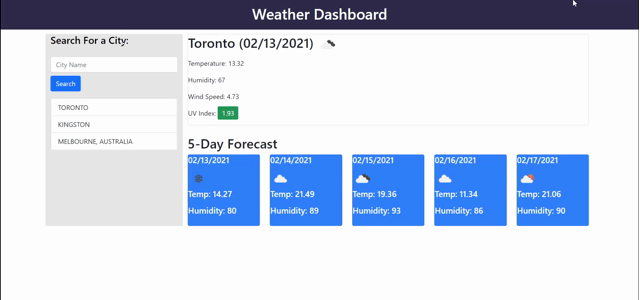 Weather Dashboard
Search For a City:
City Name
Search
TORONTO
KINGSTON
MELBOURNE, AUSTRALIA
Toronto (02/13/2021)
Temperature: 13.32
Humidity: 67
Wind Speed: 4.73
UV Index: 1.93
5-Day Forecast
02/13/2021
Temp: 14.27
Humidity: 80
02/14/2021
Temp: 21.49
Humidity: 89
02/15/2021
Temp: 19.36
Humidity: 93
02/16/2021
Temp: 11.34
Humidity: 86
02/17/2021
Temp: 21.06
Humidity: 90